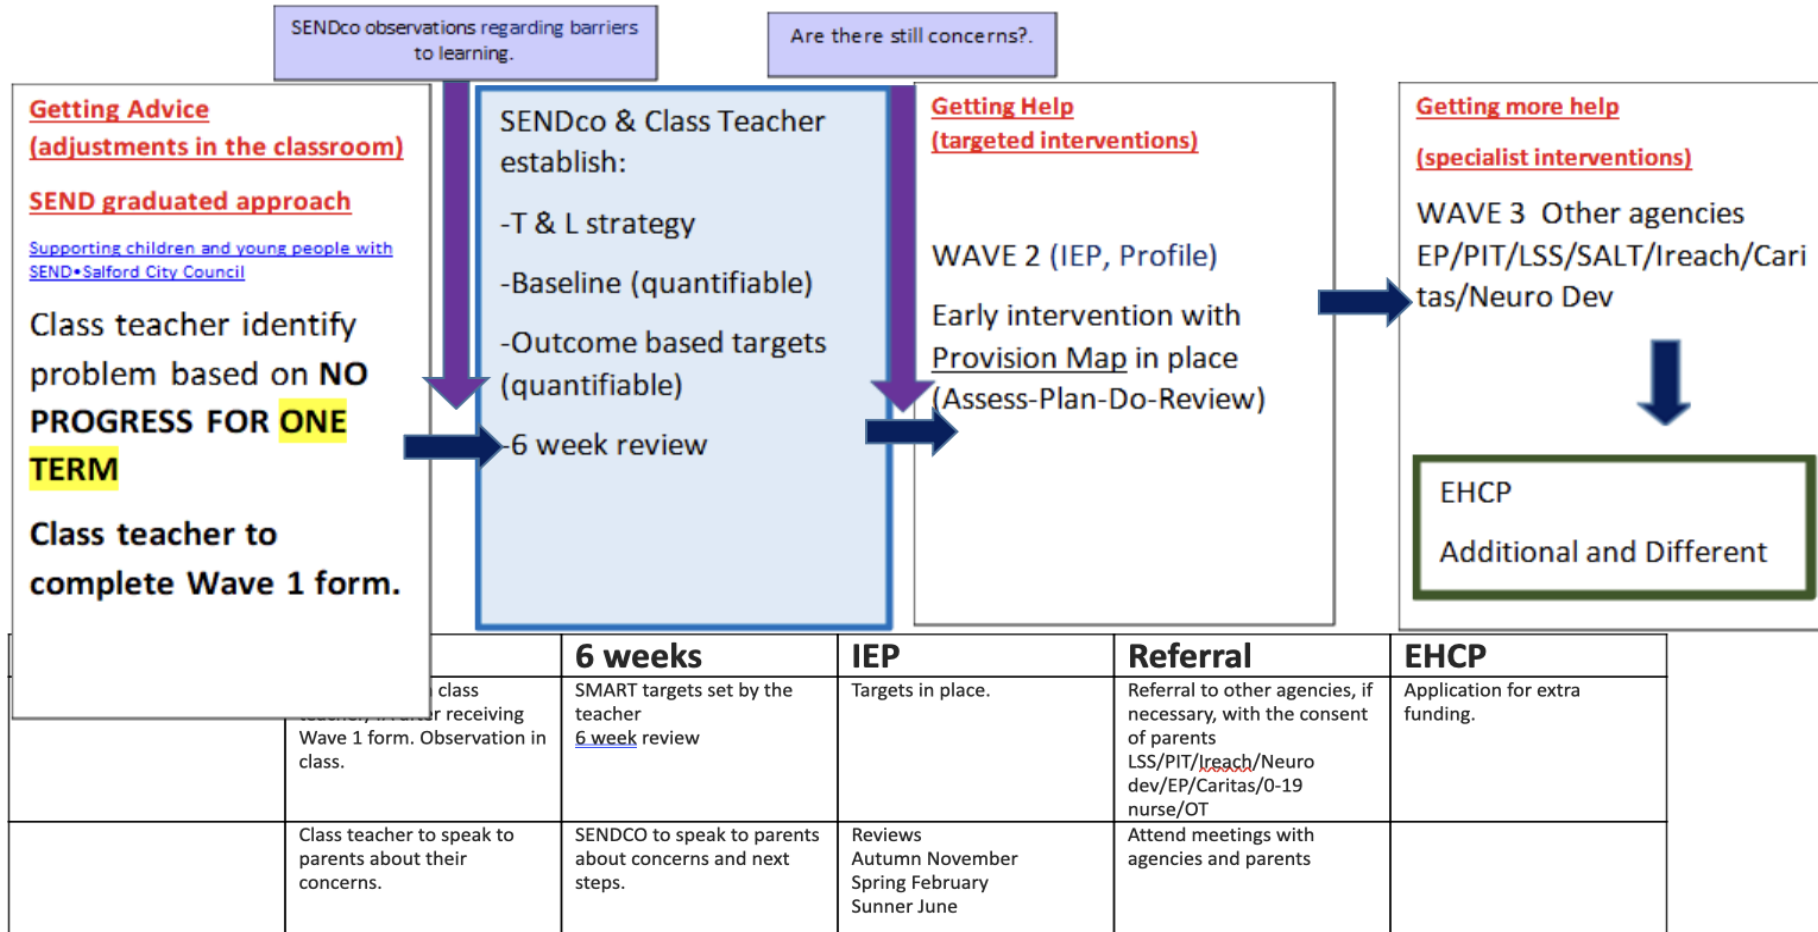 SENDco observations regarding barriers
to learning.
Are there still concerns?.
Getting Advice
(adjustments in the classroom)
SEND graduated approach
Supporting children and young people with
SEND•Salford City Council
Class teacher identify
problem based on NO
PROGRESS FOR ONE
TERM
Class teacher to
complete Wave 1 form.
SENDco & Class Teacher
establish:
-T & L strategy
-Baseline (quantifiable)
-Outcome based targets
(quantifiable)
-6 week review
Getting Help
(targeted interventions)
WAVE 2 (IEP, Profile)
Early intervention with
Provision Map in place
(Assess-Plan-Do-Review)
Getting more help
(specialist interventions)
WAVE 3 Other agencies
EP/PIT/LSS/SALT/Ireach/Cari
tas/Neuro Dev
EHCP
Additional and Different
6 weeks
IEP
Referral
EHCP
class
receiving
Wave 1 form. Observation in
class.
SMART targets set by the
teacher
6 week review
Targets in place.
Referral to other agencies, if
necessary, with the consent
of parents
LSS/PIT/Ireach/Neuro
dev/EP/Caritas/0-19
nurse/OT
Application for extra
funding.
Class teacher to speak to
parents about their
concerns.
SENDCO to speak to parents
about concerns and next
steps.
Reviews
Autumn November
Spring February
Sunner June
Attend meetings with
agencies and parents